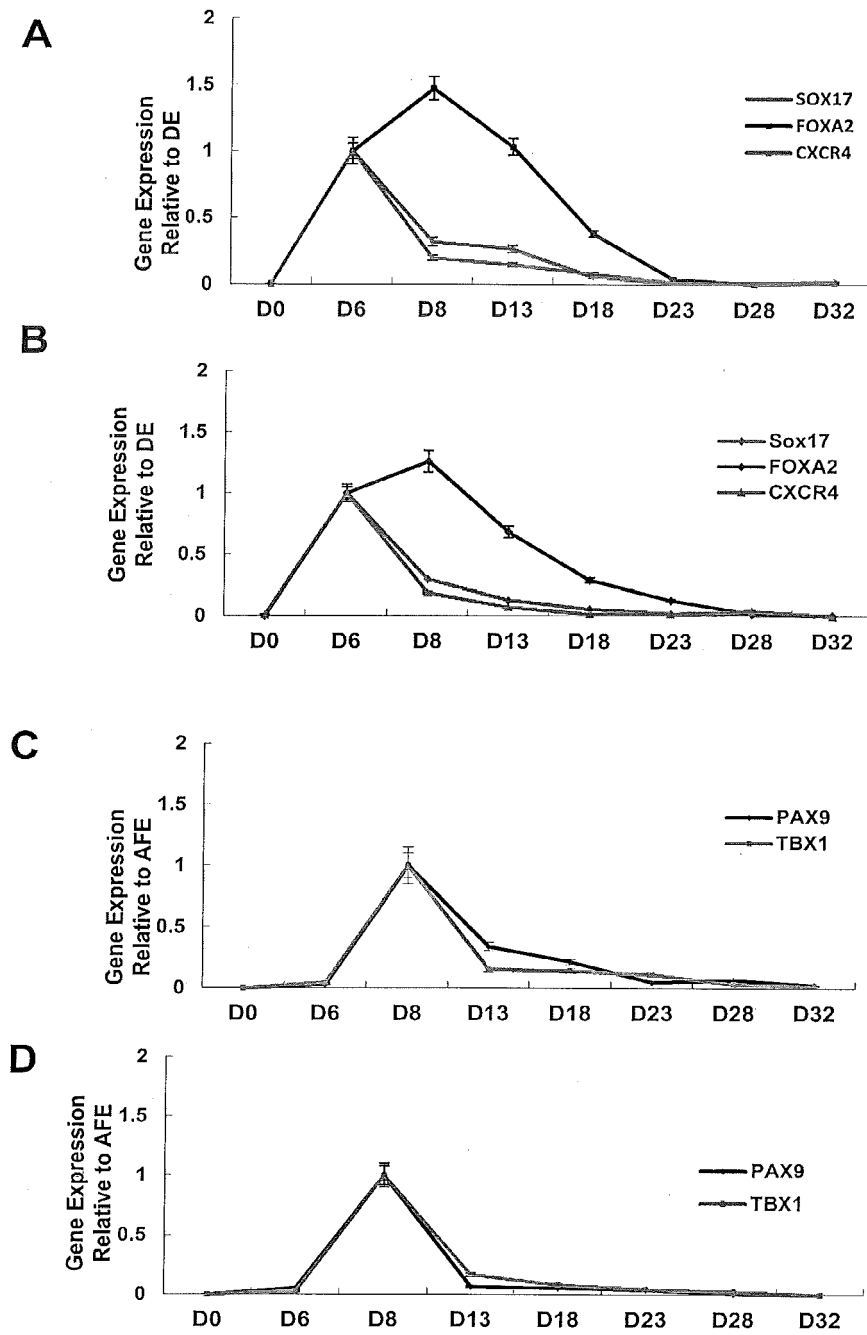 A
Gene Expression
Relative to DE
2
1.5
1
0.5
0
SOX17
FOXA2
CXCR4
D0 D6 D8 D13 D18 D23 D28 D32
B
Gene Expression
Relative to DE
2
1.5
1
0.5
0
Sox17
FOXA2
CXCR4
D0 D6 D8 D13 D18 D23 D28 D32
C
Gene Expression
Relative to AFE
2
1.5
1
0.5
0
PAX9
TBX1
D0 D6 D8 D13 D18 D23 D28 D32
D
Gene Expression
Relative to AFE
2
1.5
1
0.5
0
PAX9
TBX1
D0 D6 D8 D13 D18 D23 D28 D32